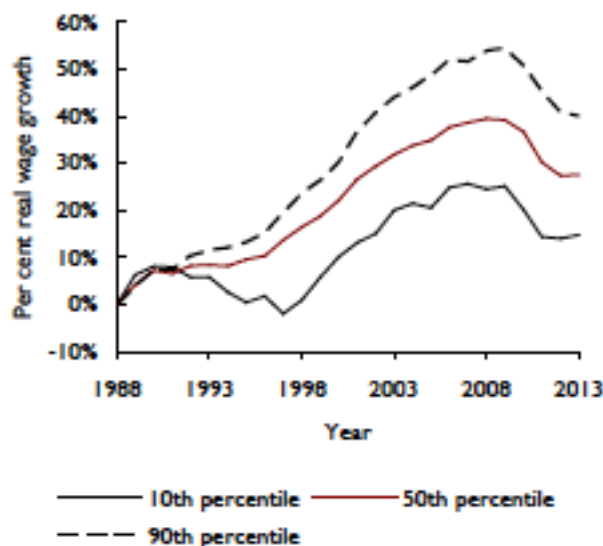 60%
50%
40%
30%
20%
10%
0%
-10%
Per cent real wage growth
1988 1993 1998 2003 2008 2013
Year
10th percentile 50th percentile
90th percentile